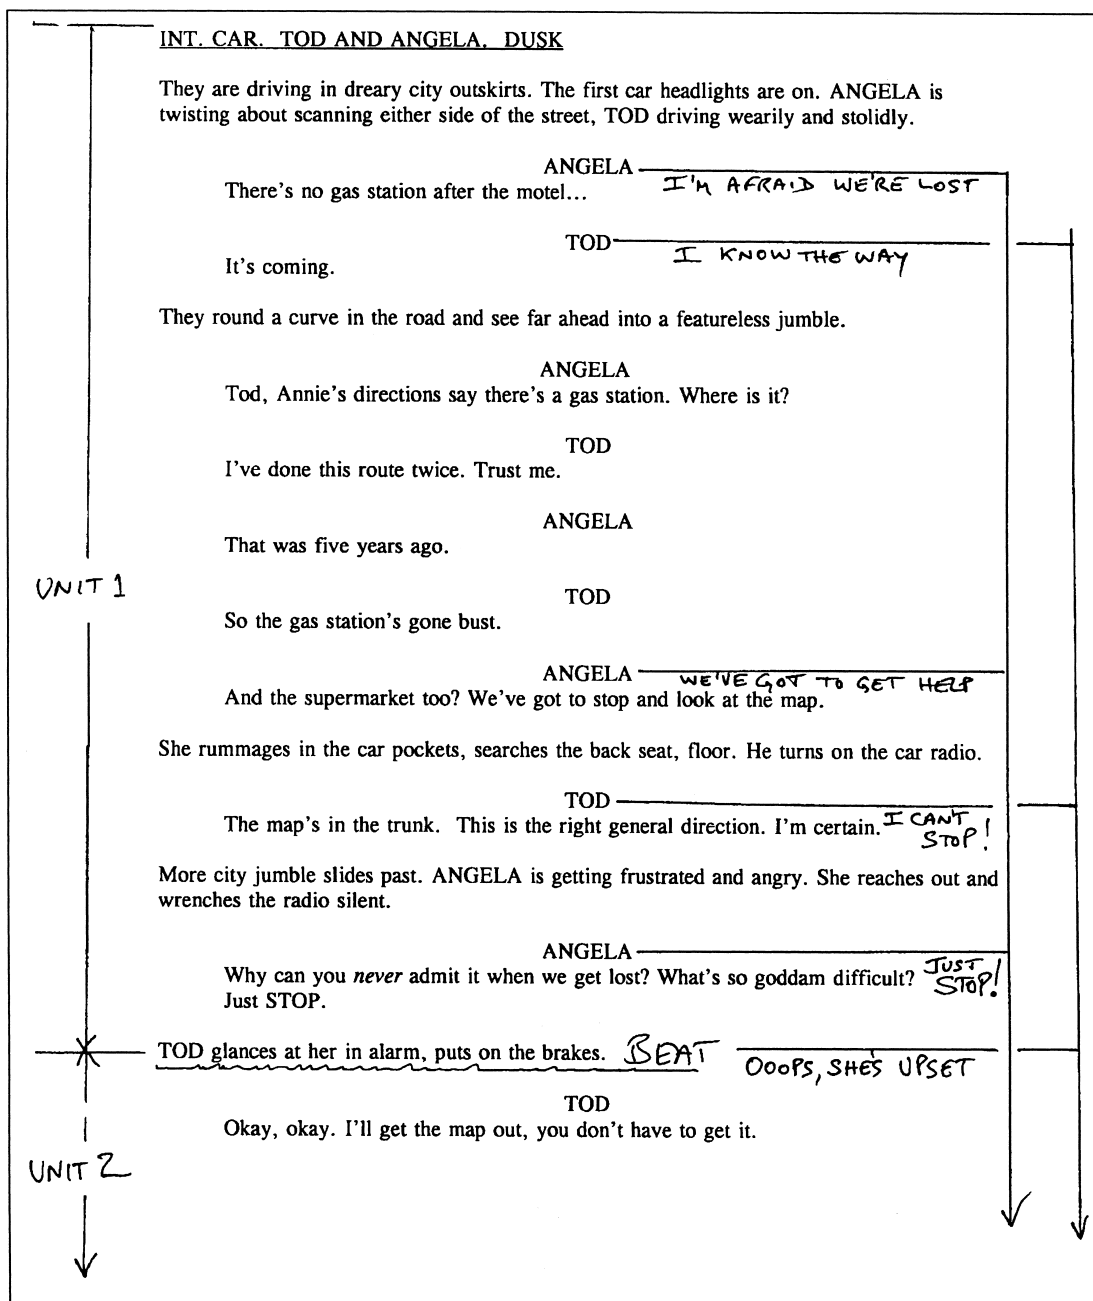 INT. CAR. TOD AND ANGELA. DUSK
They are driving in dreary city outskirts. The first car headlights are on. ANGELA is
twisting about scanning either side of the street, TOD driving wearily and stolidly.
ANGELA
I'M AFRAID WE'RE LOST
There's no gas station after the motel...
TOD
I KNOW THE WAY
It's coming.
They round a curve in the road and see far ahead into a featureless jumble.
ANGELA
Tod, Annie's directions say there's a gas station. Where is it?
TOD
I've done this route twice. Trust me.
ANGELA
That was five years ago.
UNIT 1
TOD
So the gas station's gone bust.
ANGELA
WE'VE GOT TO GET HELP
And the supermarket too? We've got to stop and look at the map.
She rummages in the car pockets, searches the back seat, floor. He turns on the car radio.
TOD
The map's in the trunk. This is the right general direction. I'm certain.
I CAN'T
STOP!
More city jumble slides past. ANGELA is getting frustrated and angry. She reaches out and
wrenches the radio silent.
ANGELA
Why can you never admit it when we get lost? What's so goddam difficult?
Just STOP.
JUST
STOP!
TOD glances at her in alarm, puts on the brakes. BEAT
OOOPS, SHE'S UPSET
TOD
Okay, okay. I'll get the map out, you don't have to get it.
UNIT 2